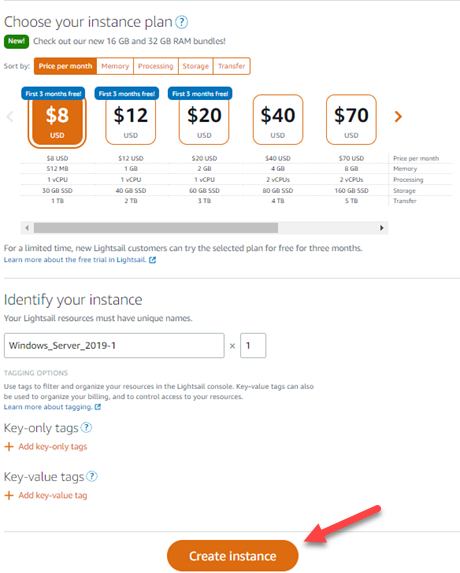 Choose your instance plan ?
New! Check out our new 16 GB and 32 GB RAM bundles!
Sort by: Price per month Memory Processing Storage Transfer
First 3 months free! First 3 months free! First 3 months free!
$8 $12 $20 $40 $70
USD USD USD USD USD
$8 USD $12 USD $20 USD $40 USD $70 USD Price per month
512 MB 1 GB 2 GB 4 GB 8 GB Memory
1 vCPU 1 vCPU 1 vCPU 2 vCPUs 2 vCPUs Processing
30 GB SSD 40 GB SSD 60 GB SSD 80 GB SSD 160 GB SSD Storage
1 TB 2 TB 3 TB 4 TB 5 TB Transfer
For a limited time, new Lightsail customers can try the selected plan for free for three months.
Learn more about the free trial in Lightsail.
Identify your instance
Your Lightsail resources must have unique names.
Windows_Server_2019-1 × 1
TAGGING OPTIONS
Use tags to filter and organize your resources in the Lightsail console. Key-value tags can also
be used to organize your billing, and to control access to your resources.
Learn more about tagging.
Key-only tags ?
+ Add key-only tags
Key-value tags ?
+ Add key-value tag
Create instance